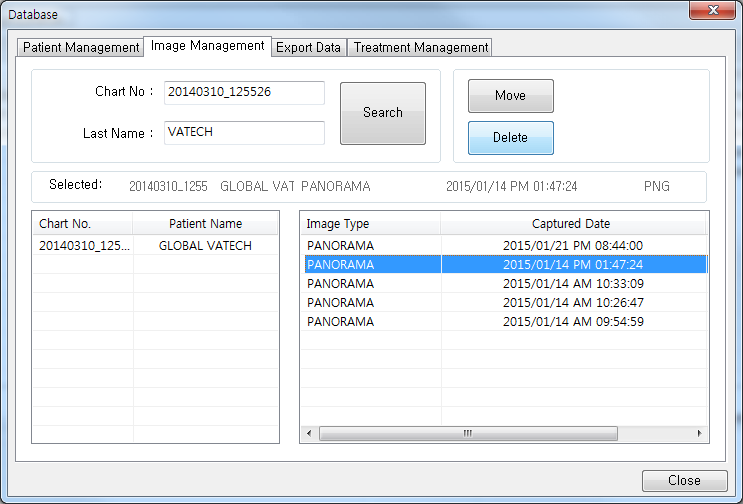 Database
Patient Management Image Management Export Data Treatment Management
Chart No : 20140310_125526
Search
Move
Last Name : VATECH
Delete
Selected: 20140310_1255 GLOBAL VAT PANORAMA 2015/01/14 PM 01:47:24 PNG
Chart No. Patient Name
20140310_125... GLOBAL VATECH
Image Type Captured Date
PANORAMA 2015/01/21 PM 08:44:00
PANORAMA 2015/01/14 PM 01:47:24
PANORAMA 2015/01/14 AM 10:33:09
PANORAMA 2015/01/14 AM 10:26:47
PANORAMA 2015/01/14 AM 09:54:59
Close